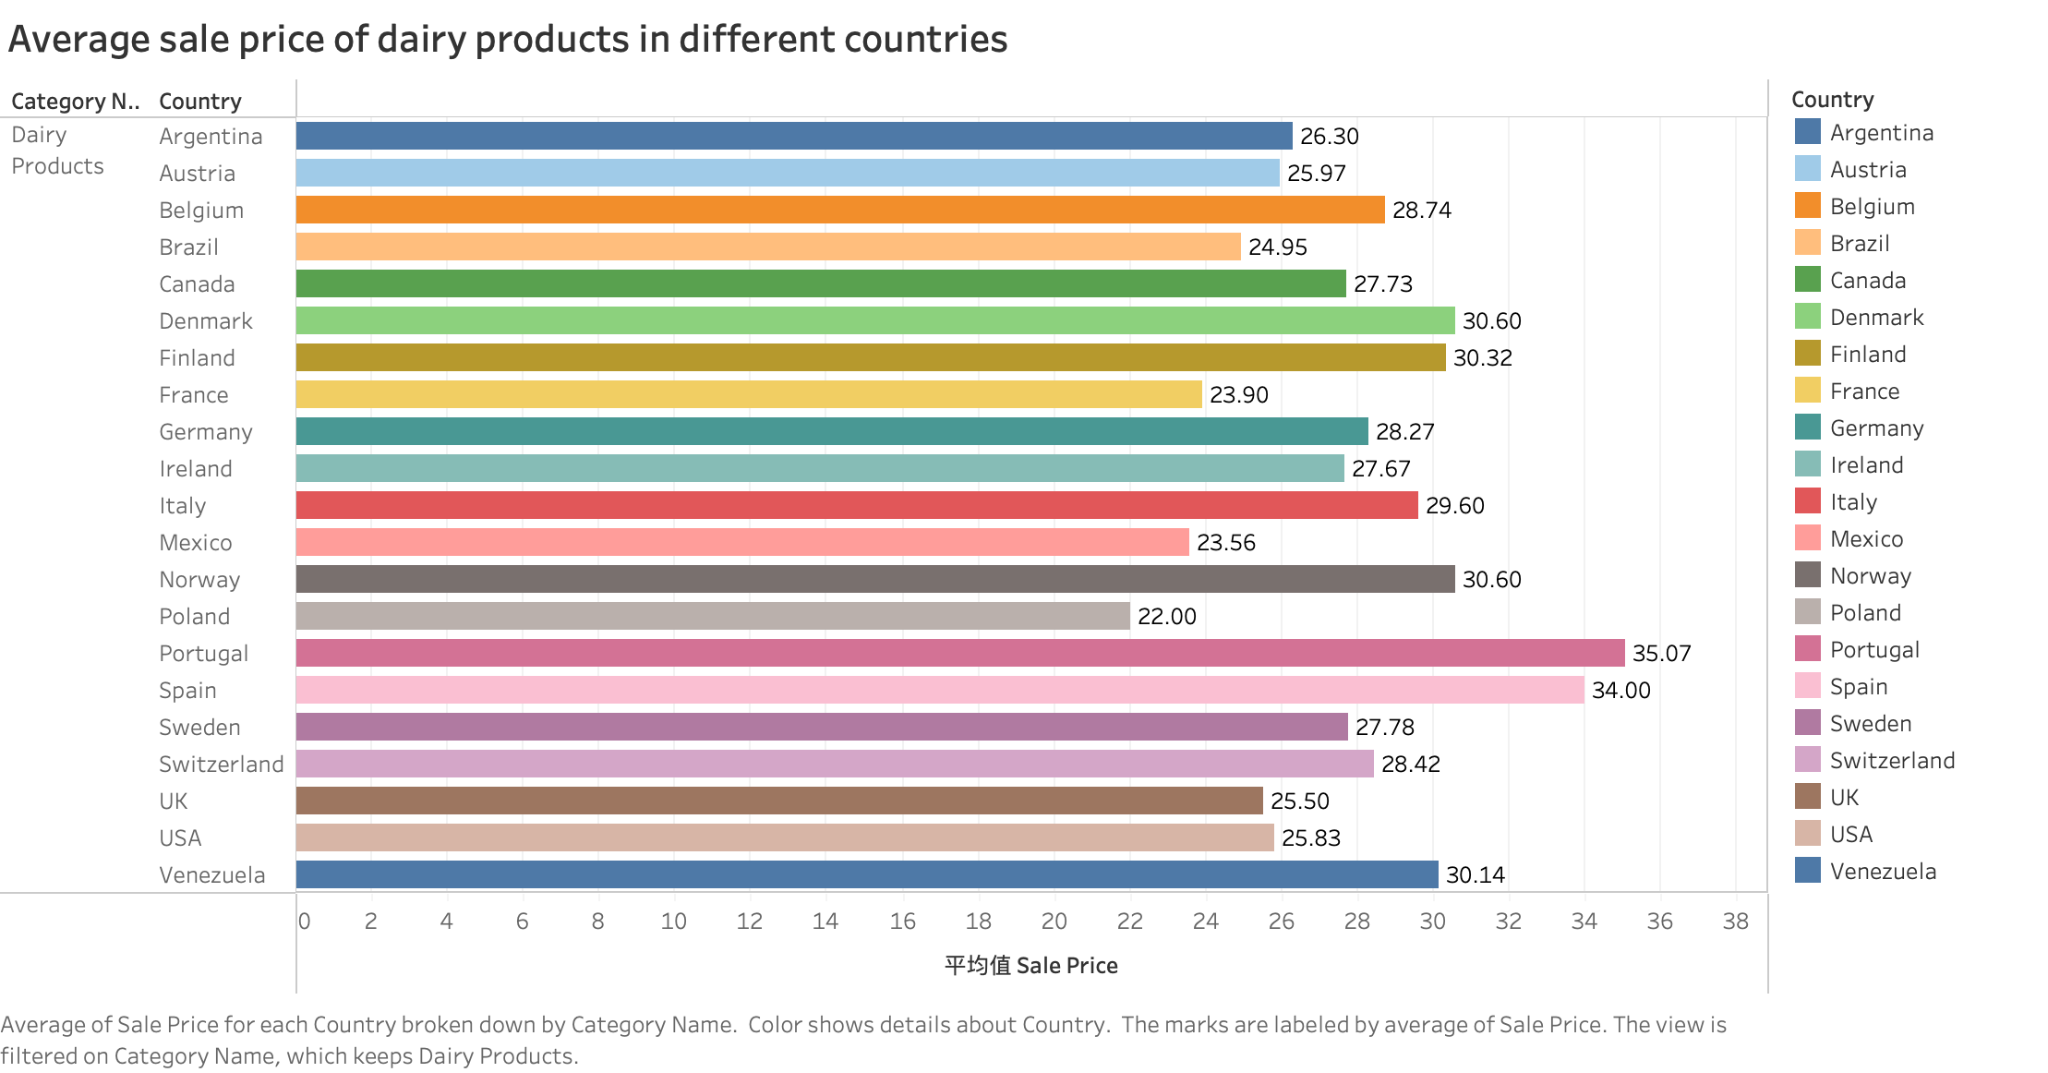 Average sale price of dairy products in different countries
Category N.. Country
Dairy Products
Argentina 26.30
Austria 25.97
Belgium 28.74
Brazil 24.95
Canada 27.73
Denmark 30.60
Finland 30.32
France 23.90
Germany 28.27
Ireland 27.67
Italy 29.60
Mexico 23.56
Norway 30.60
Poland 22.00
Portugal 35.07
Spain 34.00
Sweden 27.78
Switzerland 28.42
UK 25.50
USA 25.83
Venezuela 30.14
0 2 4 6 8 10 12 14 16 18 20 22 24 26 28 30 32 34 36 38
平均值 Sale Price
Country
Argentina
Austria
Belgium
Brazil
Canada
Denmark
Finland
France
Germany
Ireland
Italy
Mexico
Norway
Poland
Portugal
Spain
Sweden
Switzerland
UK
USA
Venezuela
Average of Sale Price for each Country broken down by Category Name.  Color shows details about Country.  The marks are labeled by average of Sale Price. The view is
filtered on Category Name, which keeps Dairy Products.